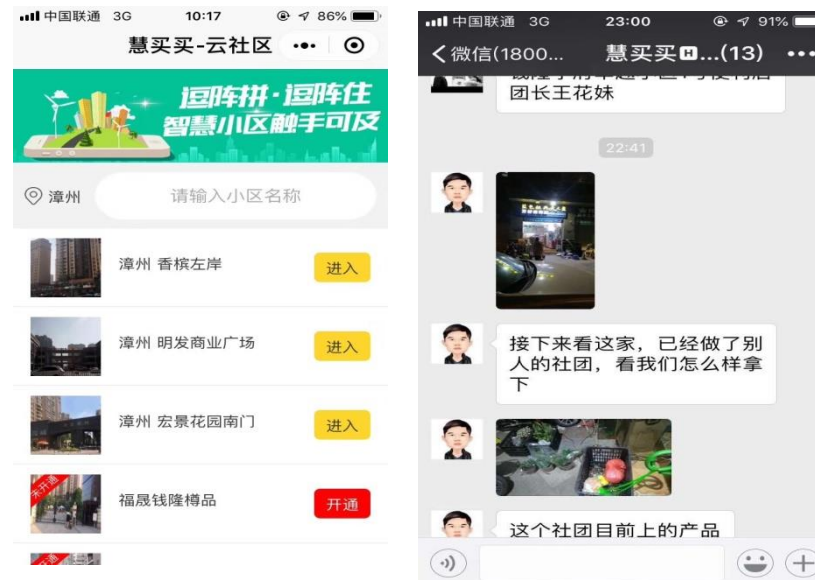 中国联通 3G 10:17 86%
慧买买-云社区
逗阵拼·逗阵住
智慧小区触手可及
漳州 请输入小区名称
漳州 香槟左岸 进入
漳州 明发商业广场 进入
漳州 宏景花园南门 进入
未开通
福晟钱隆樽品 开通
中国联通 3G 23:00 91%
微信(1800... 慧买买H...(13)
团长王花妹
22:41
接下来看这家，已经做了别
人的社团，看我们怎么样拿
下
这个社团目前上的产品